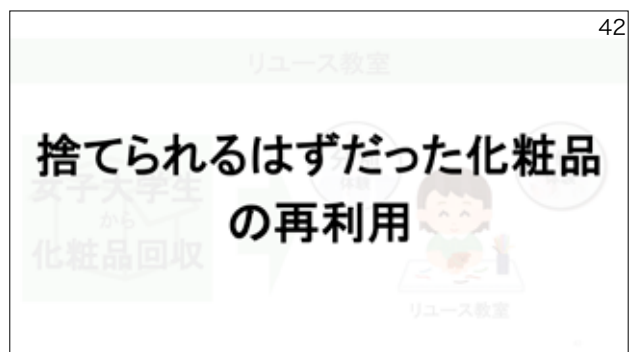 42
リユース教室
捨てられるはずだった化粧品
の再利用
女子大学生
から
化粧品回収
体験
リユース教室